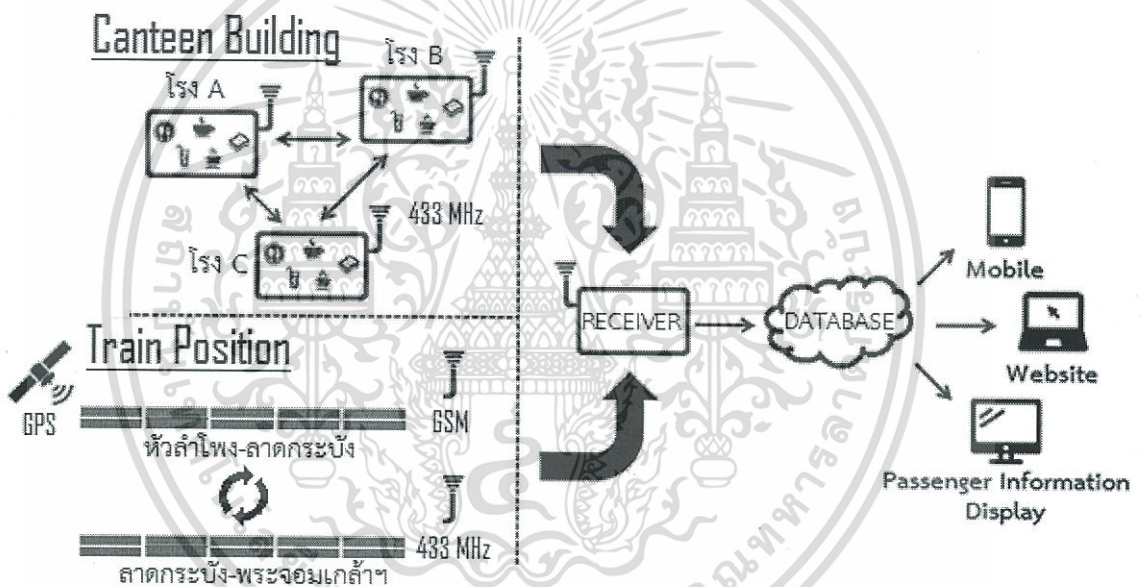 Canteen Building
โรง A
โรง B
โรง C
433 MHz
Train Position
GPS
GSM
หัวลำโพง-ลาดกระบัง
433 MHz
ลาดกระบัง-พระจอมเกล้าฯ
RECEIVER
DATABASE
Mobile
Website
Passenger Information
Display